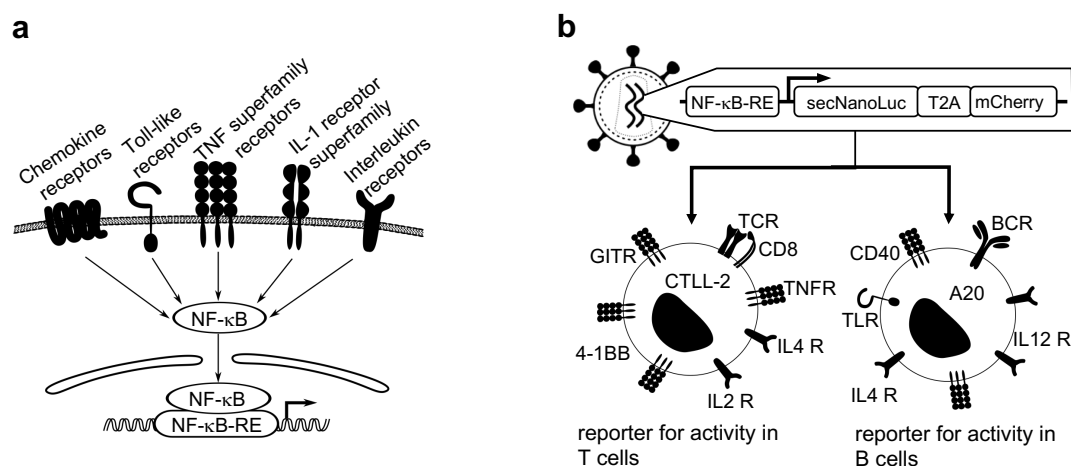 a
Chemokine
receptors
Toll-like
receptors
TNF superfamily
receptors
IL-1 receptor
superfamily
Interleukin
receptors
NF-κB
NF-κB
NF-κB-RE
b
NF-κB-RE
secNanoLuc
T2A
mCherry
TCR
CD8
GITR
CTLL-2
TNFR
4-1BB
IL4 R
IL2 R
reporter for activity in
T cells
BCR
CD40
A20
TLR
IL12 R
IL4 R
reporter for activity in
B cells